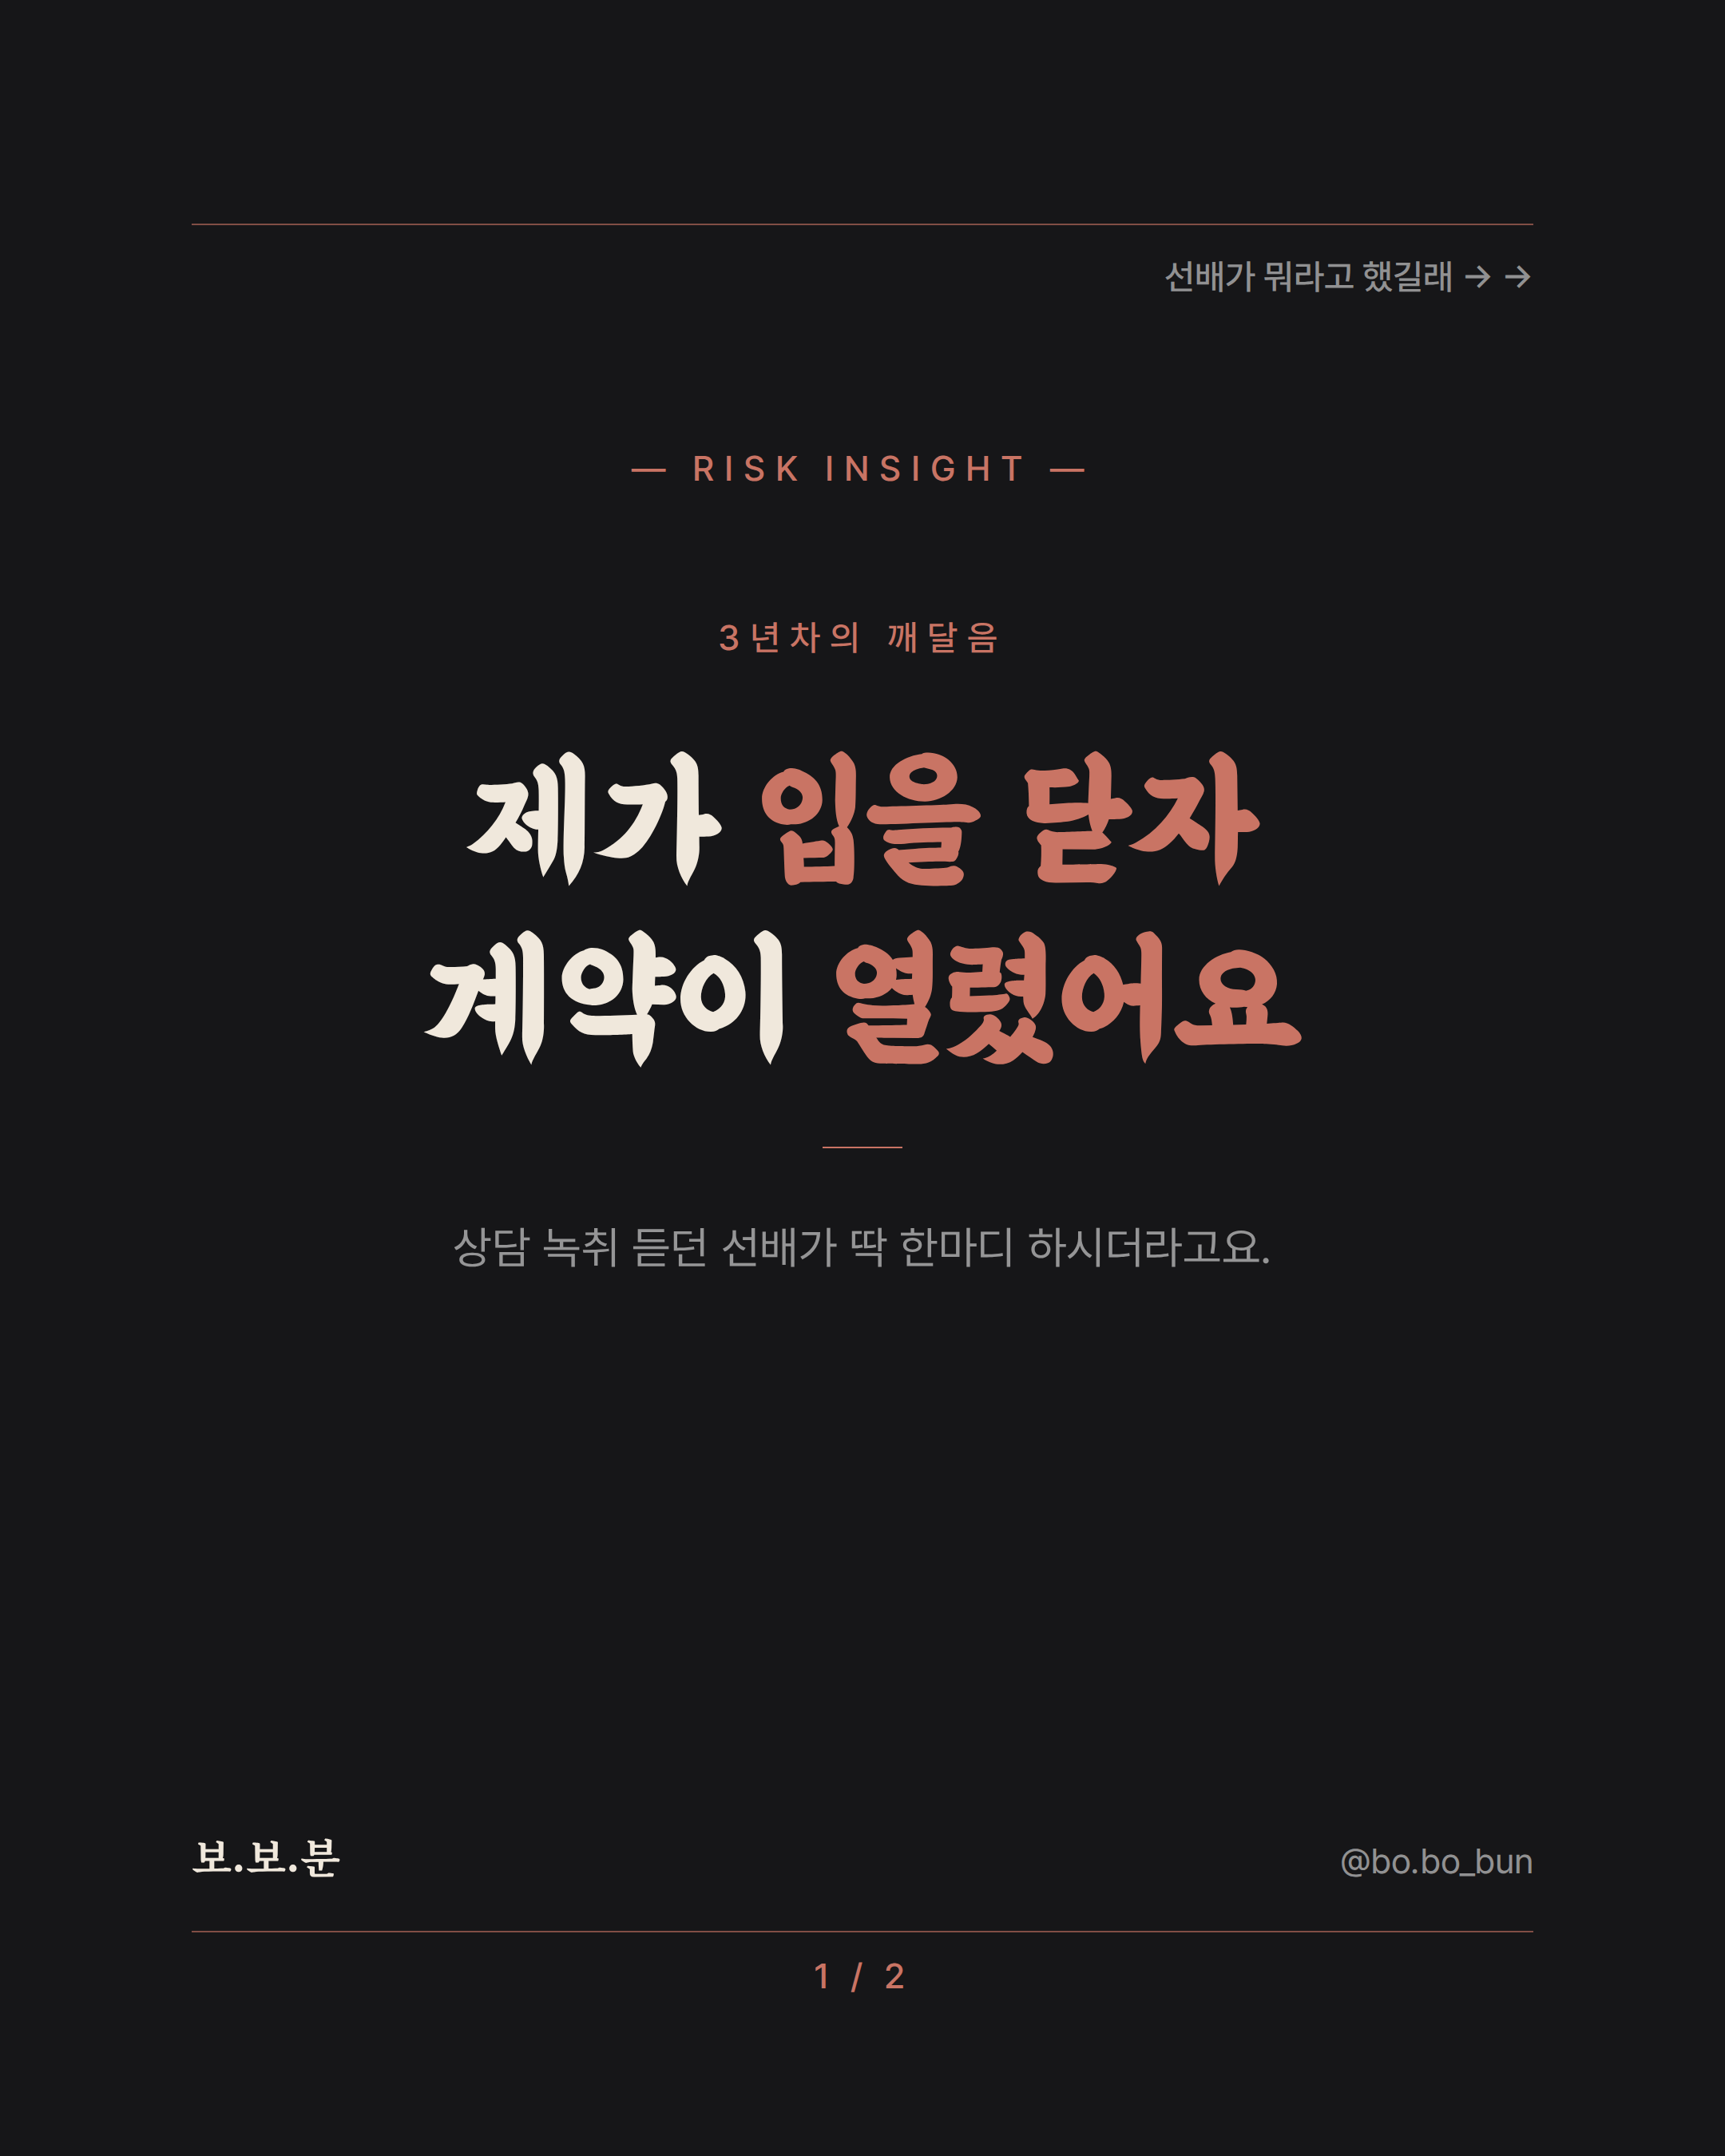 선배가 뭐라고 했길래 → →
— RISK INSIGHT —
3년차의 깨달음
제가 입을 닫자
계약이 열렸어요
상담 녹취 듣던 선배가 딱 한마디 하시더라고요.
보.보.분
@bo.bo_bun
1 / 2